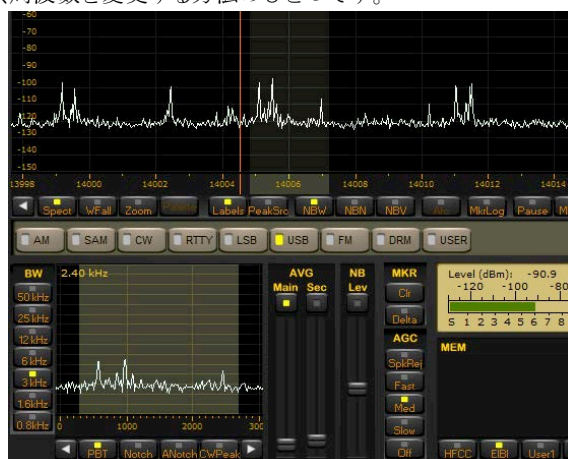 周波数を変更する方法のひとつです。
-60
-70
-80
-90
-100
-110
-120
-130
-150
13998 14000 14002 14004 14006 14008 14010 14012 14014
Spect WFall Zoom Labels PeakSrc NBW NBN NBV MkrLog Pause
AM SAM CW RTTY LSB USB FM DRM USER
BW 2.40 kHz AVG NB MKR Level (dBm): -90.9
Main Sec Lev Clr -120 -100 -80
50kHz
25kHz Delta S 1 2 3 4 5 6 7 8
12kHz AGC MEM
6kHz SpkRej
3kHz Fast
1.6kHz Med
0.8kHz Slow
0 1000 2000 300
PBT Notch ANotch CWPeak Off HFCC EIBI User1